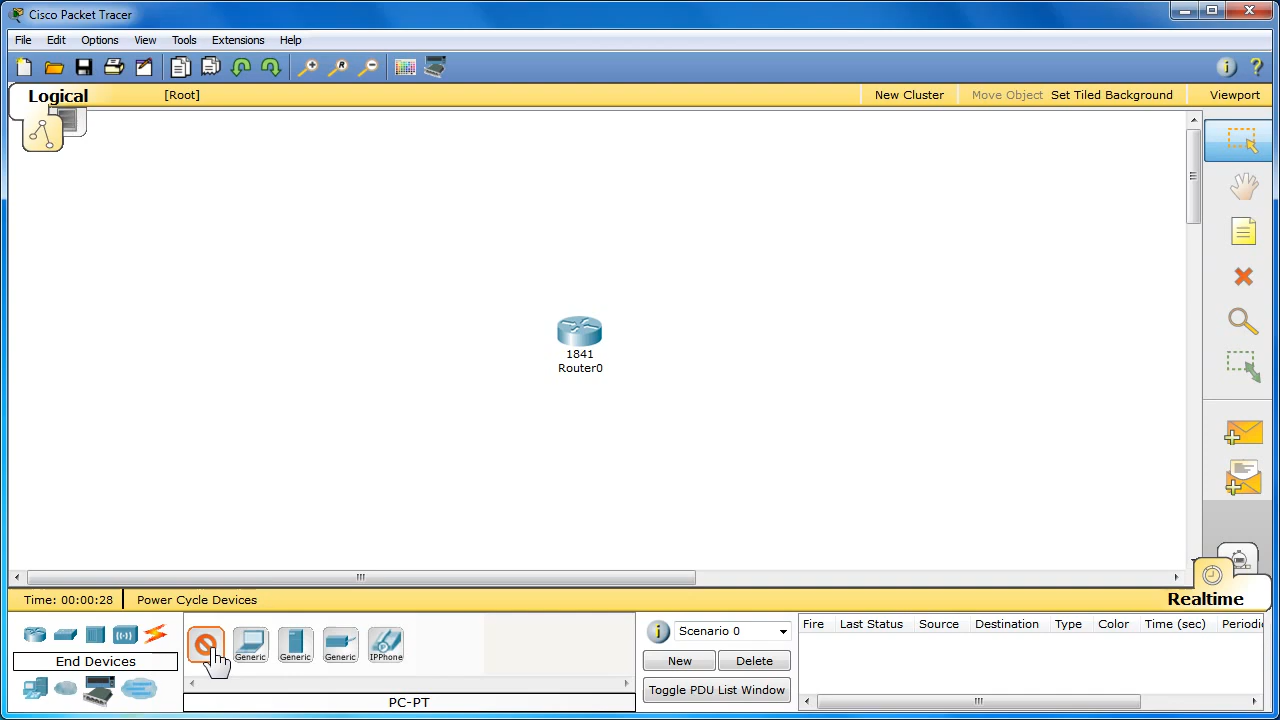 Cisco Packet Tracer
File Edit Options View Tools Extensions Help
Logical [Root] New Cluster Move Object Set Tiled Background Viewport
1841
Router0
Time: 00:00:28 Power Cycle Devices Realtime
End Devices
Generic Generic Generic IPPhone
PC-PT
Scenario 0
New Delete
Toggle PDU List Window
Fire Last Status Source Destination Type Color Time (sec) Periodi